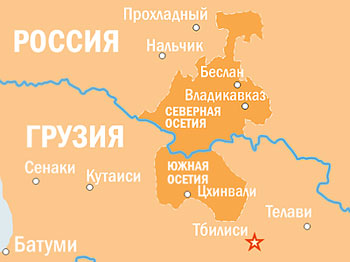 Прохладный
РОССИЯ
Нальчик
Беслан
Владикавказ
СЕВЕРНАЯ
ОСЕТИЯ
ГРУЗИЯ
ЮЖНАЯ
ОСЕТИЯ
Сенаки
Кутаиси
Цхинвали
Тбилиси
Телави
Батуми